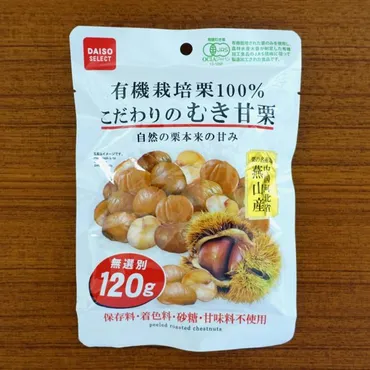 DAISO
SELECT
有機栽培栗100%
こだわりのむき甘栗
自然の栗本来の甘み
燕山産
無選別
120g
保存料・着色料・砂糖・甘味料不使用
peeled roasted chestnuts